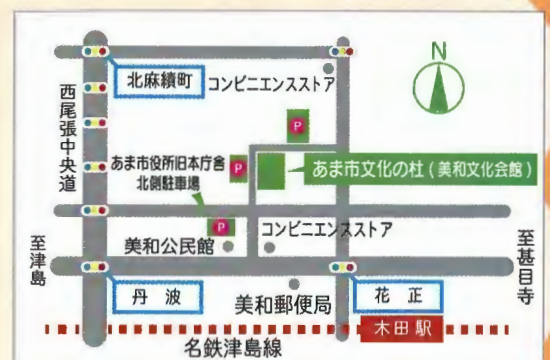 北麻績町
コンビニエンスストア
N
西尾張中央道
P
あま市文化の杜(美和文化会館)
P
あま市役所旧本庁舎
北側駐車場
P
コンビニエンスストア
美和公民館
至津島
至甚目寺
丹 波
美和郵便局
花 正
木田駅
名鉄津島線